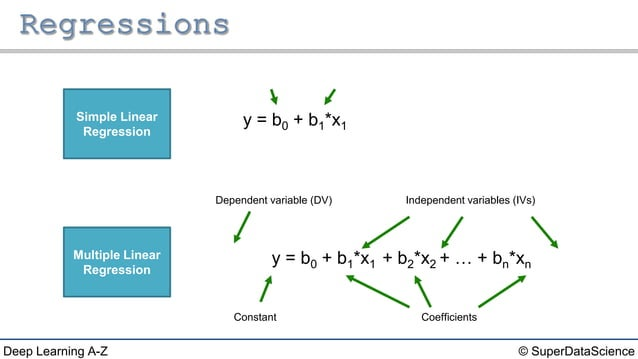 Regressions
Simple Linear
Regression
y = b₀ + b₁*x₁
Dependent variable (DV) Independent variables (IVs)
Multiple Linear
Regression
y = b₀ + b₁*x₁ + b₂*x₂ + … + bₙ*xₙ
Constant Coefficients
Deep Learning A-Z © SuperDataScience